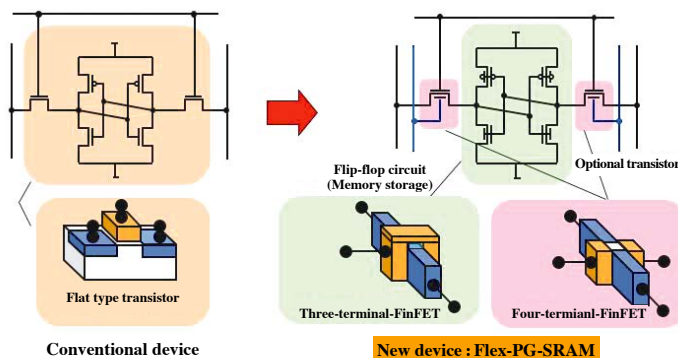 Flip-flop circuit
(Memory storage)
Optional transistor
Flat type transistor
Three-terminal-FinFET
Four-termianl-FinFET
Conventional device
New device : Flex-PG-SRAM